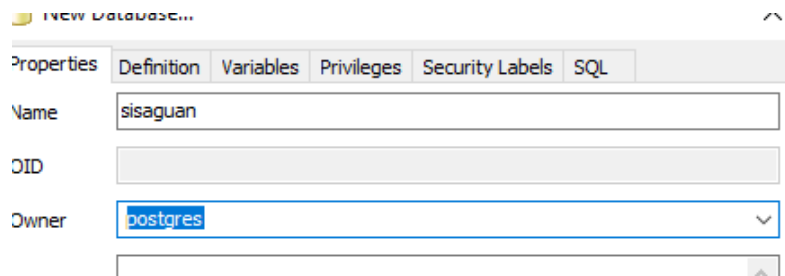 New Database...
Properties Definition Variables Privileges Security Labels SQL
Name sisaguan
OID
Owner postgres